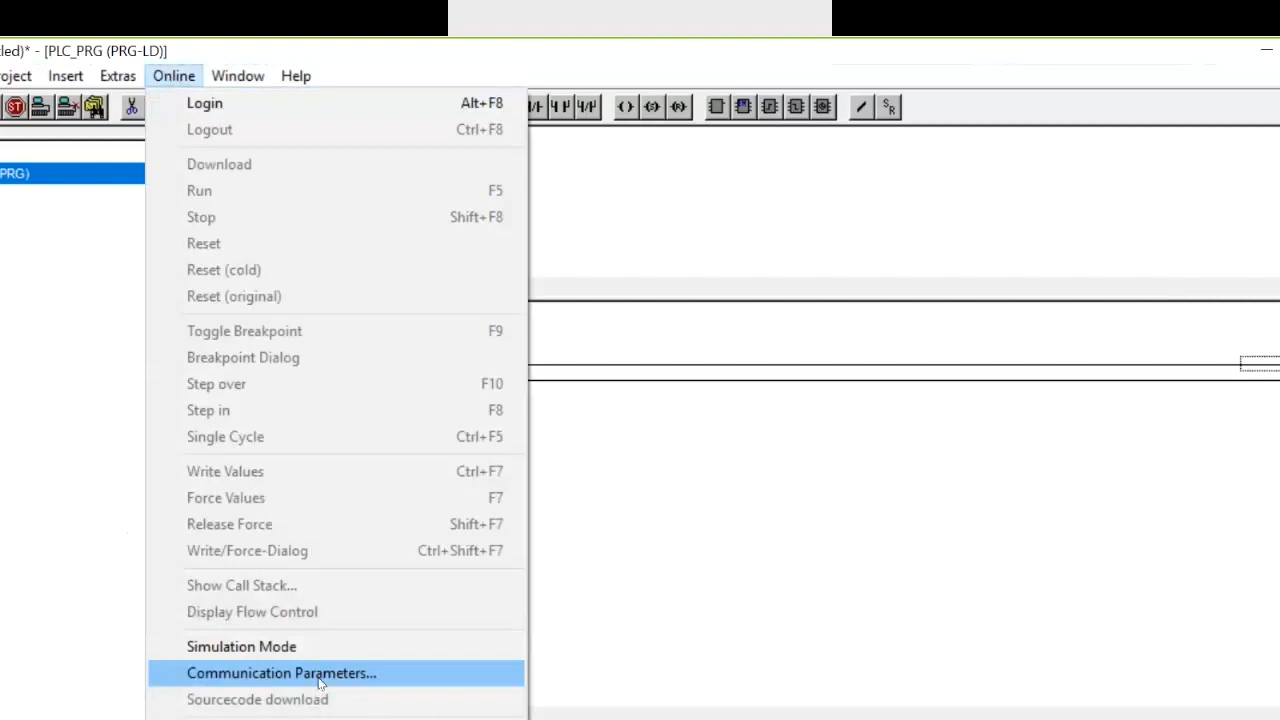 led)* - [PLC_PRG (PRG-LD)]
oject Insert Extras Online Window Help
ST
S R
PRG)
Login Alt+F8
Logout Ctrl+F8
Download
Run F5
Stop Shift+F8
Reset
Reset (cold)
Reset (original)
Toggle Breakpoint F9
Breakpoint Dialog
Step over F10
Step in F8
Single Cycle Ctrl+F5
Write Values Ctrl+F7
Force Values F7
Release Force Shift+F7
Write/Force-Dialog Ctrl+Shift+F7
Show Call Stack...
Display Flow Control
Simulation Mode
Communication Parameters...
Sourcecode download